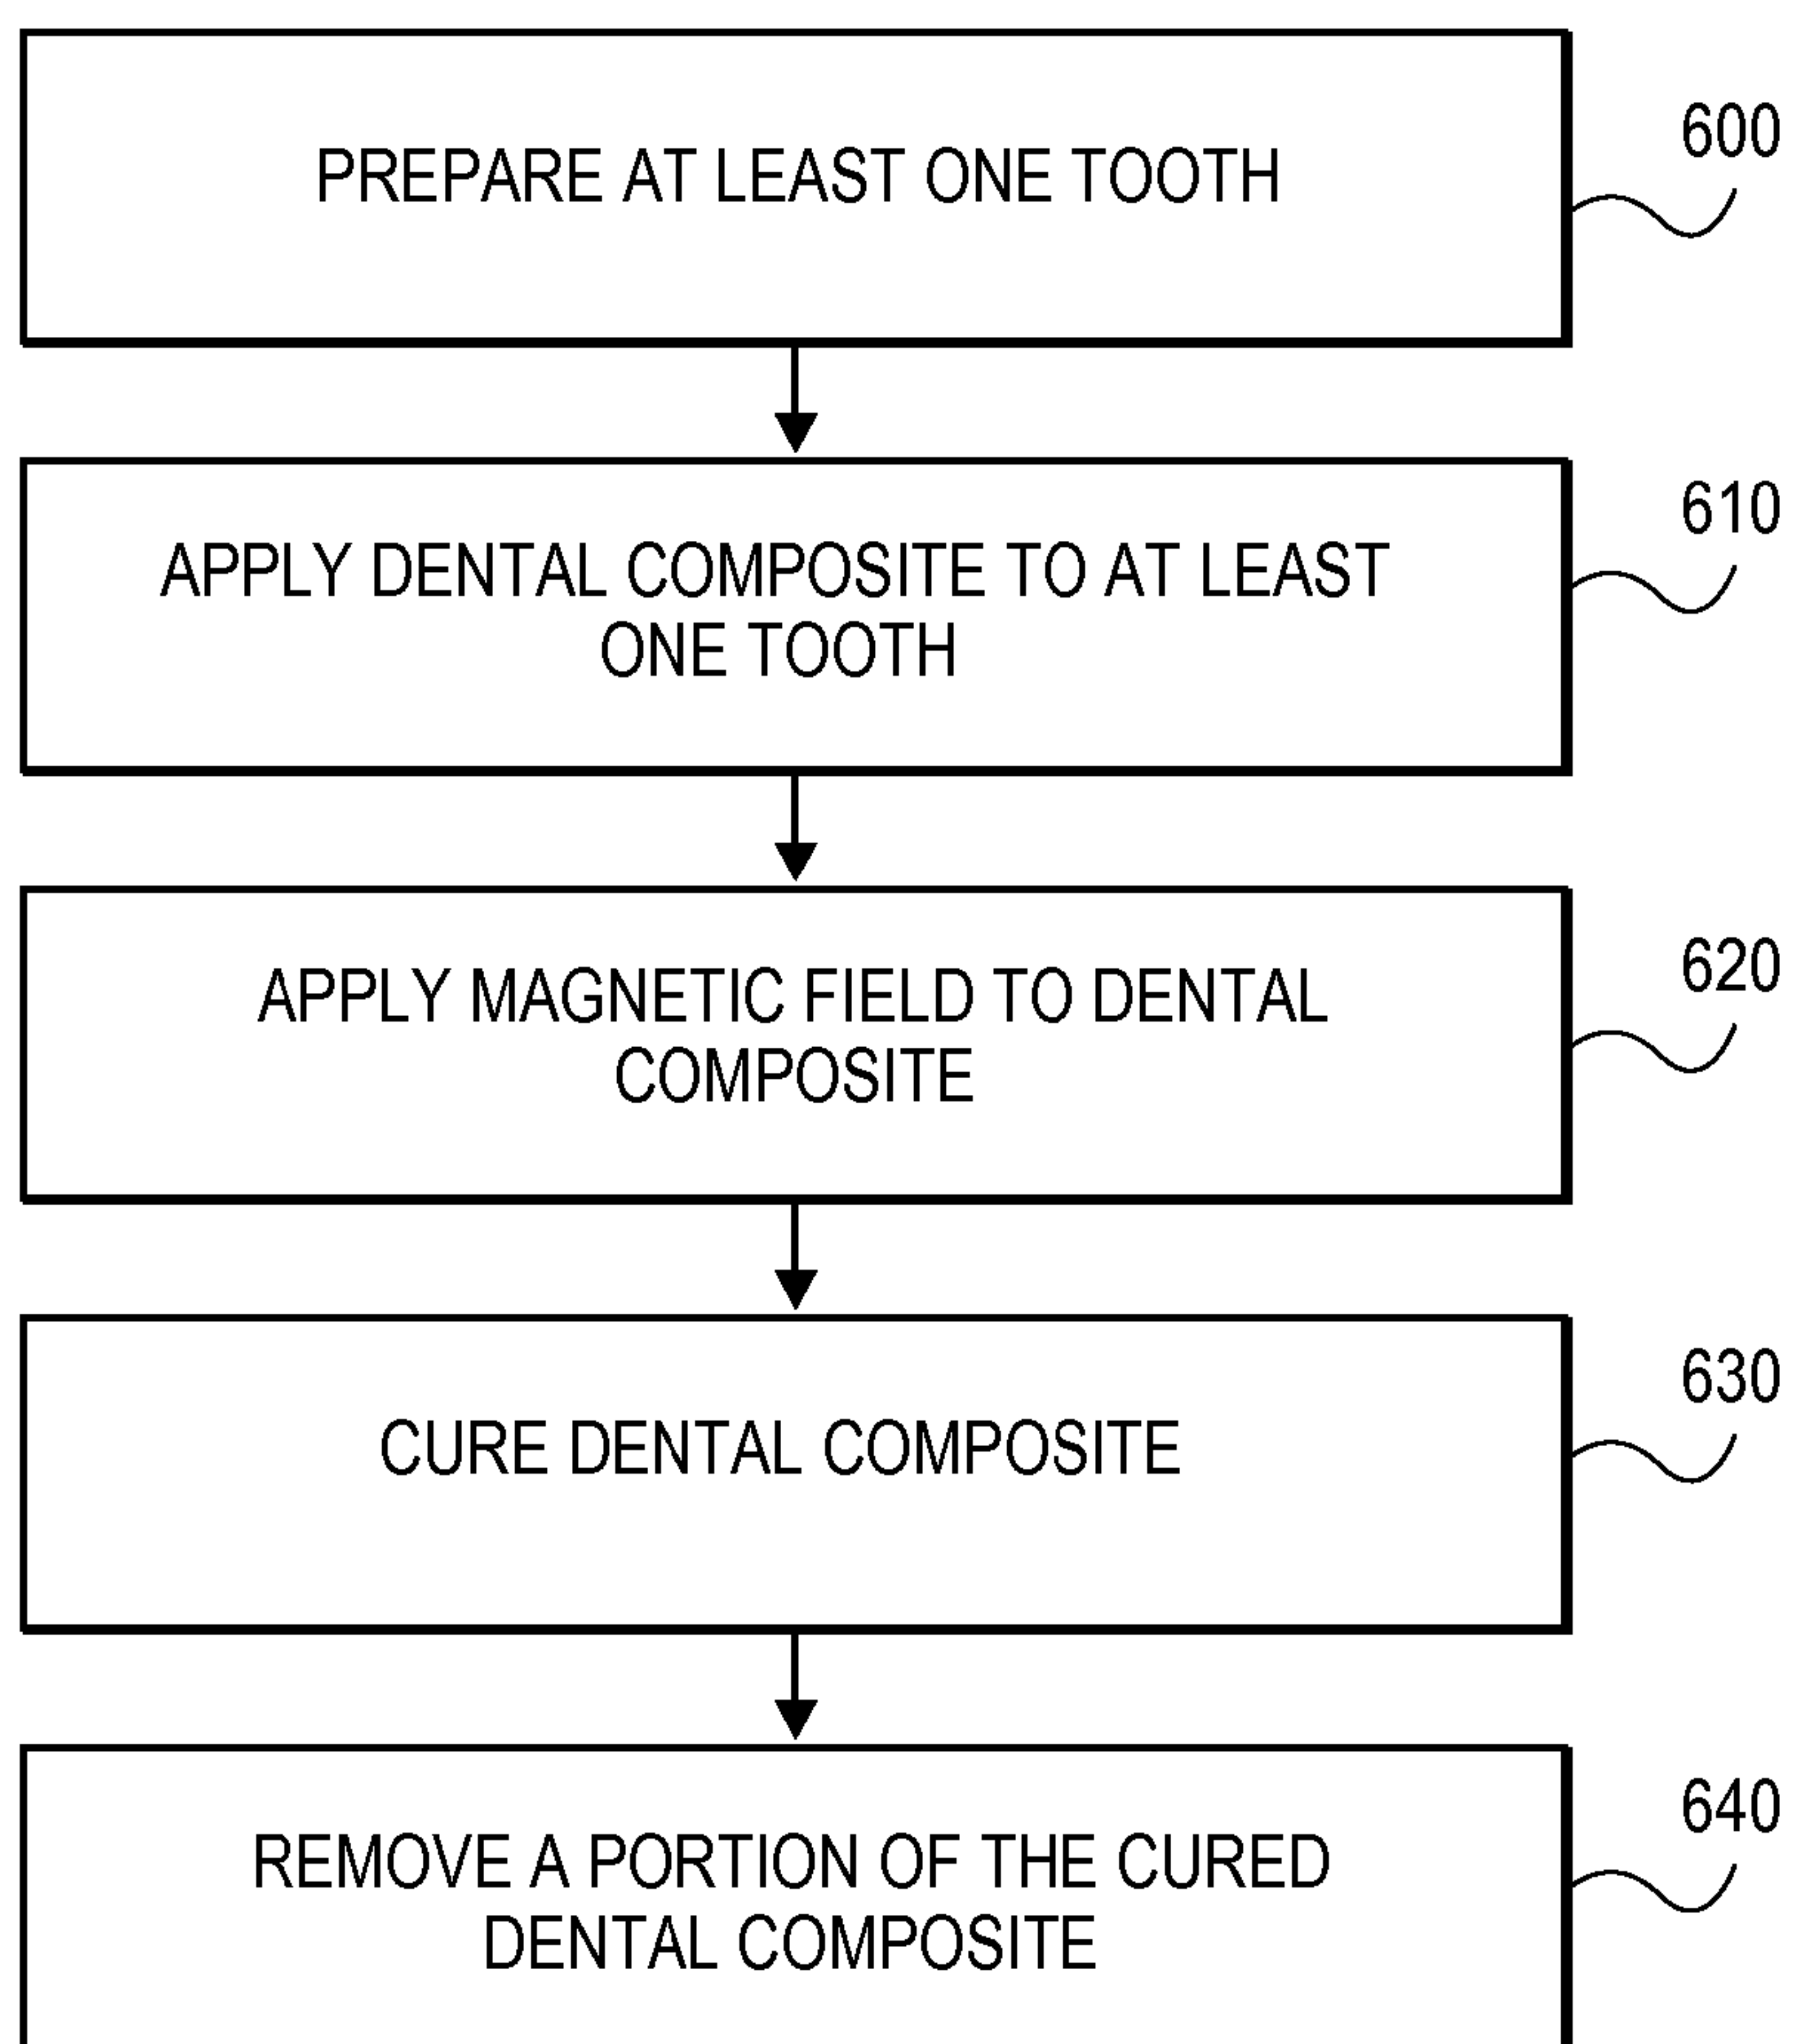 PREPARE AT LEAST ONE TOOTH
600
APPLY DENTAL COMPOSITE TO AT LEAST
ONE TOOTH
610
APPLY MAGNETIC FIELD TO DENTAL
COMPOSITE
620
CURE DENTAL COMPOSITE
630
REMOVE A PORTION OF THE CURED
DENTAL COMPOSITE
640